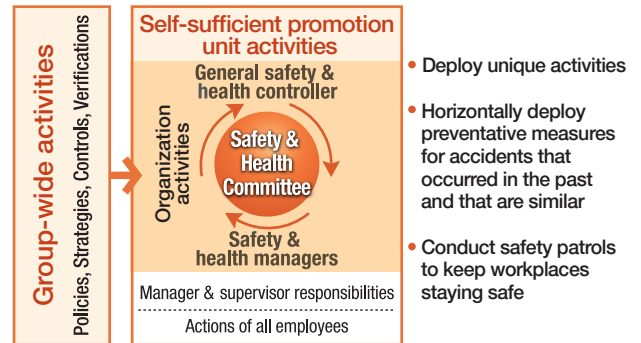 Group-wide activities
Policies, Strategies, Controls, Verifications
Self-sufficient promotion
unit activities
Organization
activities
General safety &
health controller
Safety &
Health
Committee
Safety &
health managers
Manager & supervisor responsibilities
Actions of all employees
• Deploy unique activities
• Horizontally deploy
preventative measures
for accidents that
occurred in the past
and that are similar
• Conduct safety patrols
to keep workplaces
staying safe